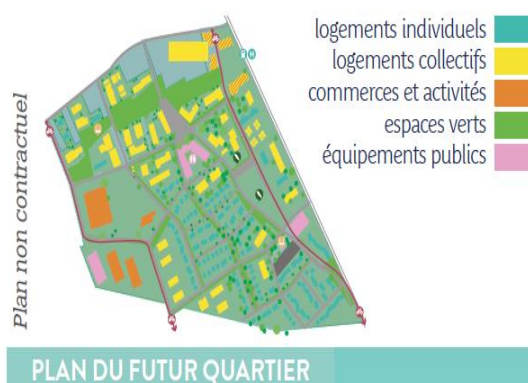 logements individuels
logements collectifs
commerces et activités
espaces verts
équipements publics
Plan non contractuel
PLAN DU FUTUR QUARTIER